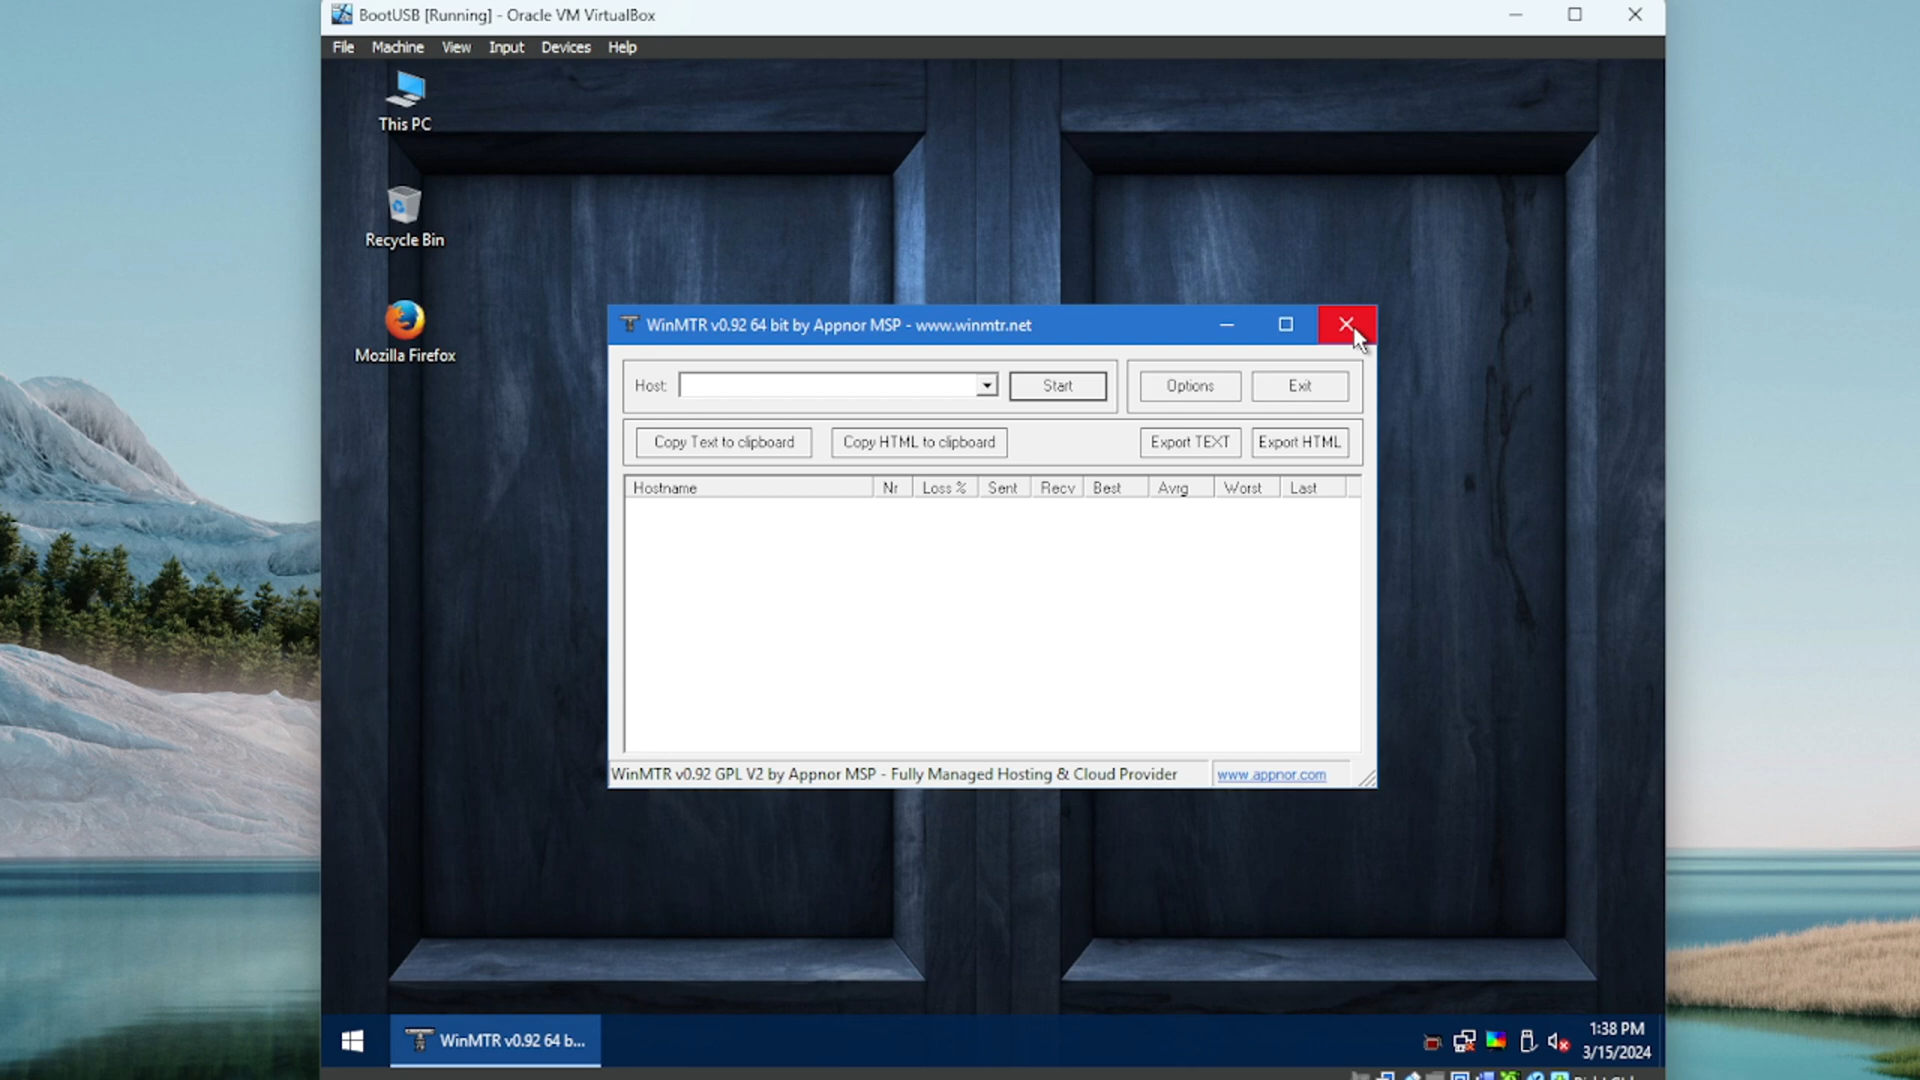 BootUSB [Running] - Oracle VM VirtualBox
File Machine View Input Devices Help
This PC
Recycle Bin
Mozilla Firefox
WinMTR v0.92 64 bit by Appnor MSP - www.winmtr.net
Host: Start Options Exit
Copy Text to clipboard Copy HTML to clipboard Export TEXT Export HTML
Hostname Nr Loss % Sent Recv Best Avrg Worst Last
WinMTR v0.92 GPL V2 by Appnor MSP - Fully Managed Hosting & Cloud Provider www.appnor.com
WinMTR v0.92 64 b...
1:38 PM
3/15/2024